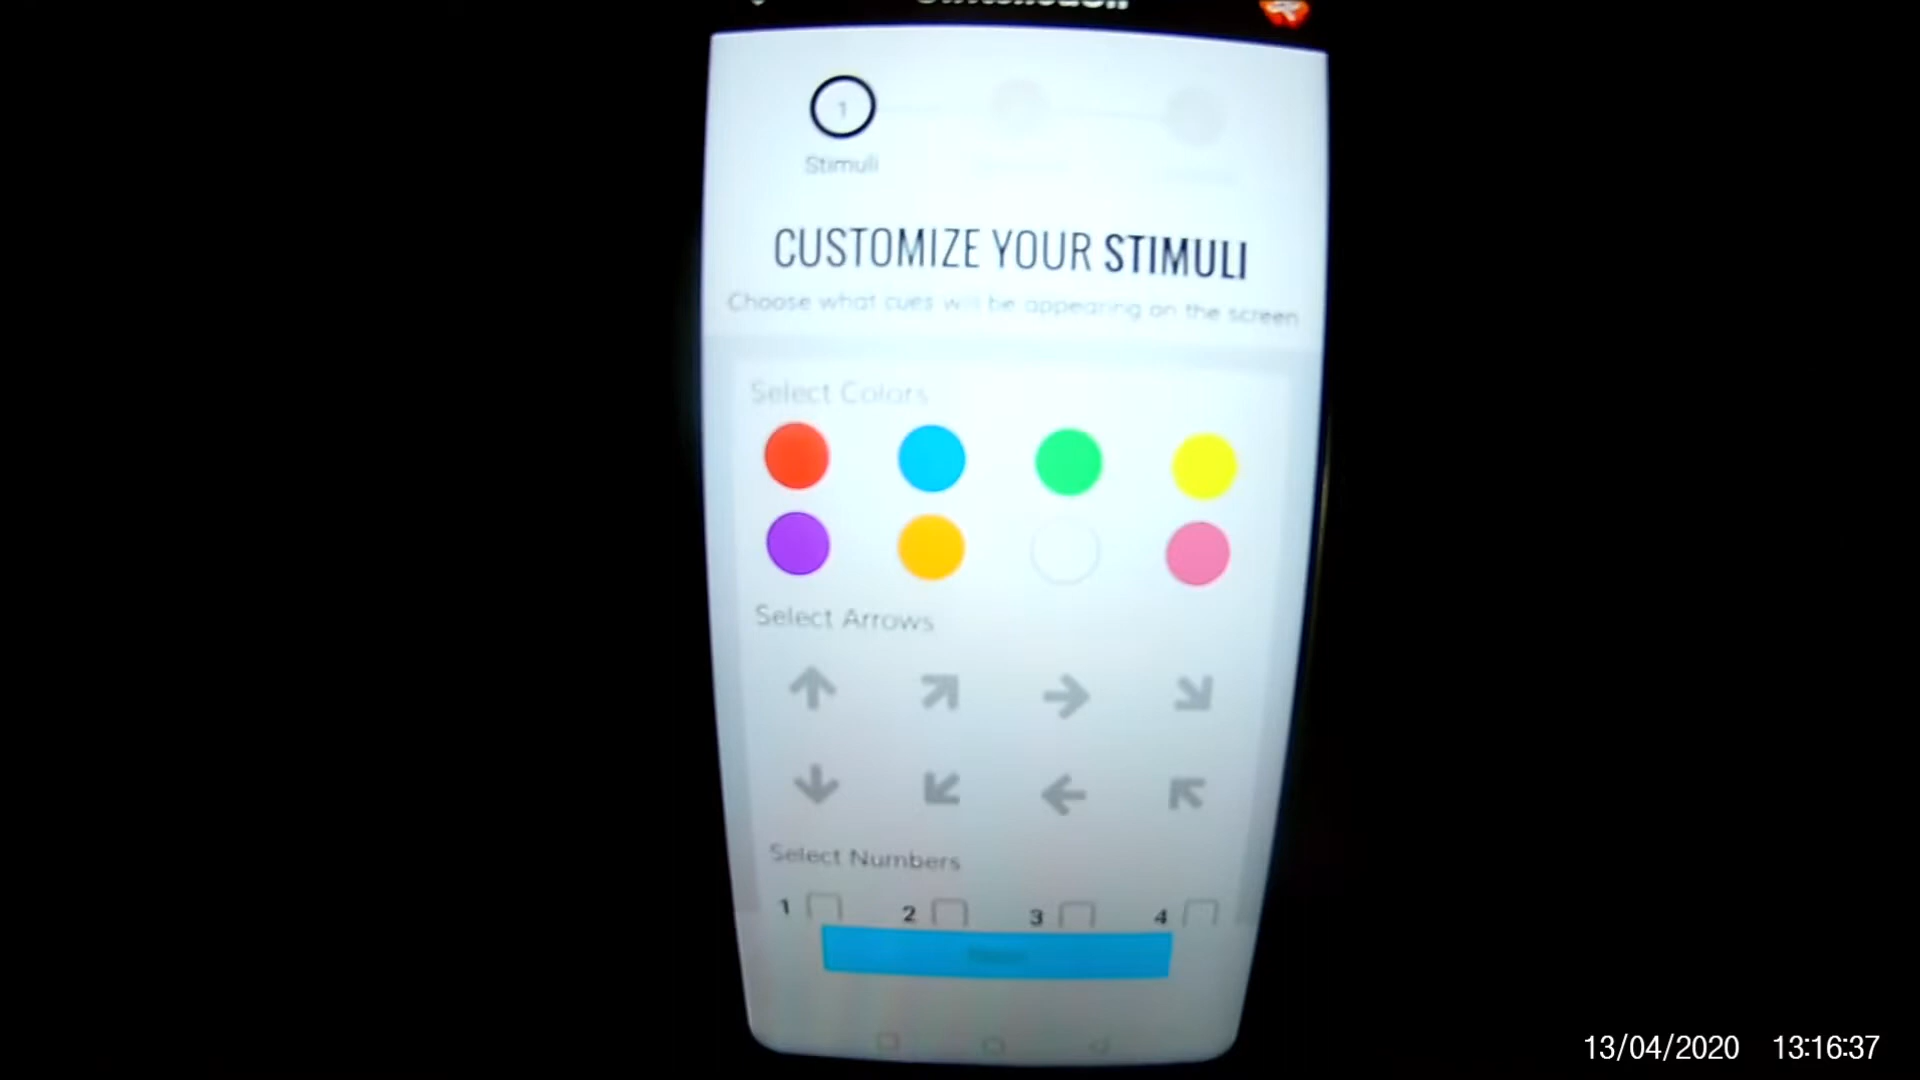 1
Stimuli
CUSTOMIZE YOUR STIMULI
Choose what cues will be appearing on the screen
Select Colors
Select Arrows
Select Numbers
1 2 3 4
13/04/2020 13:16:37